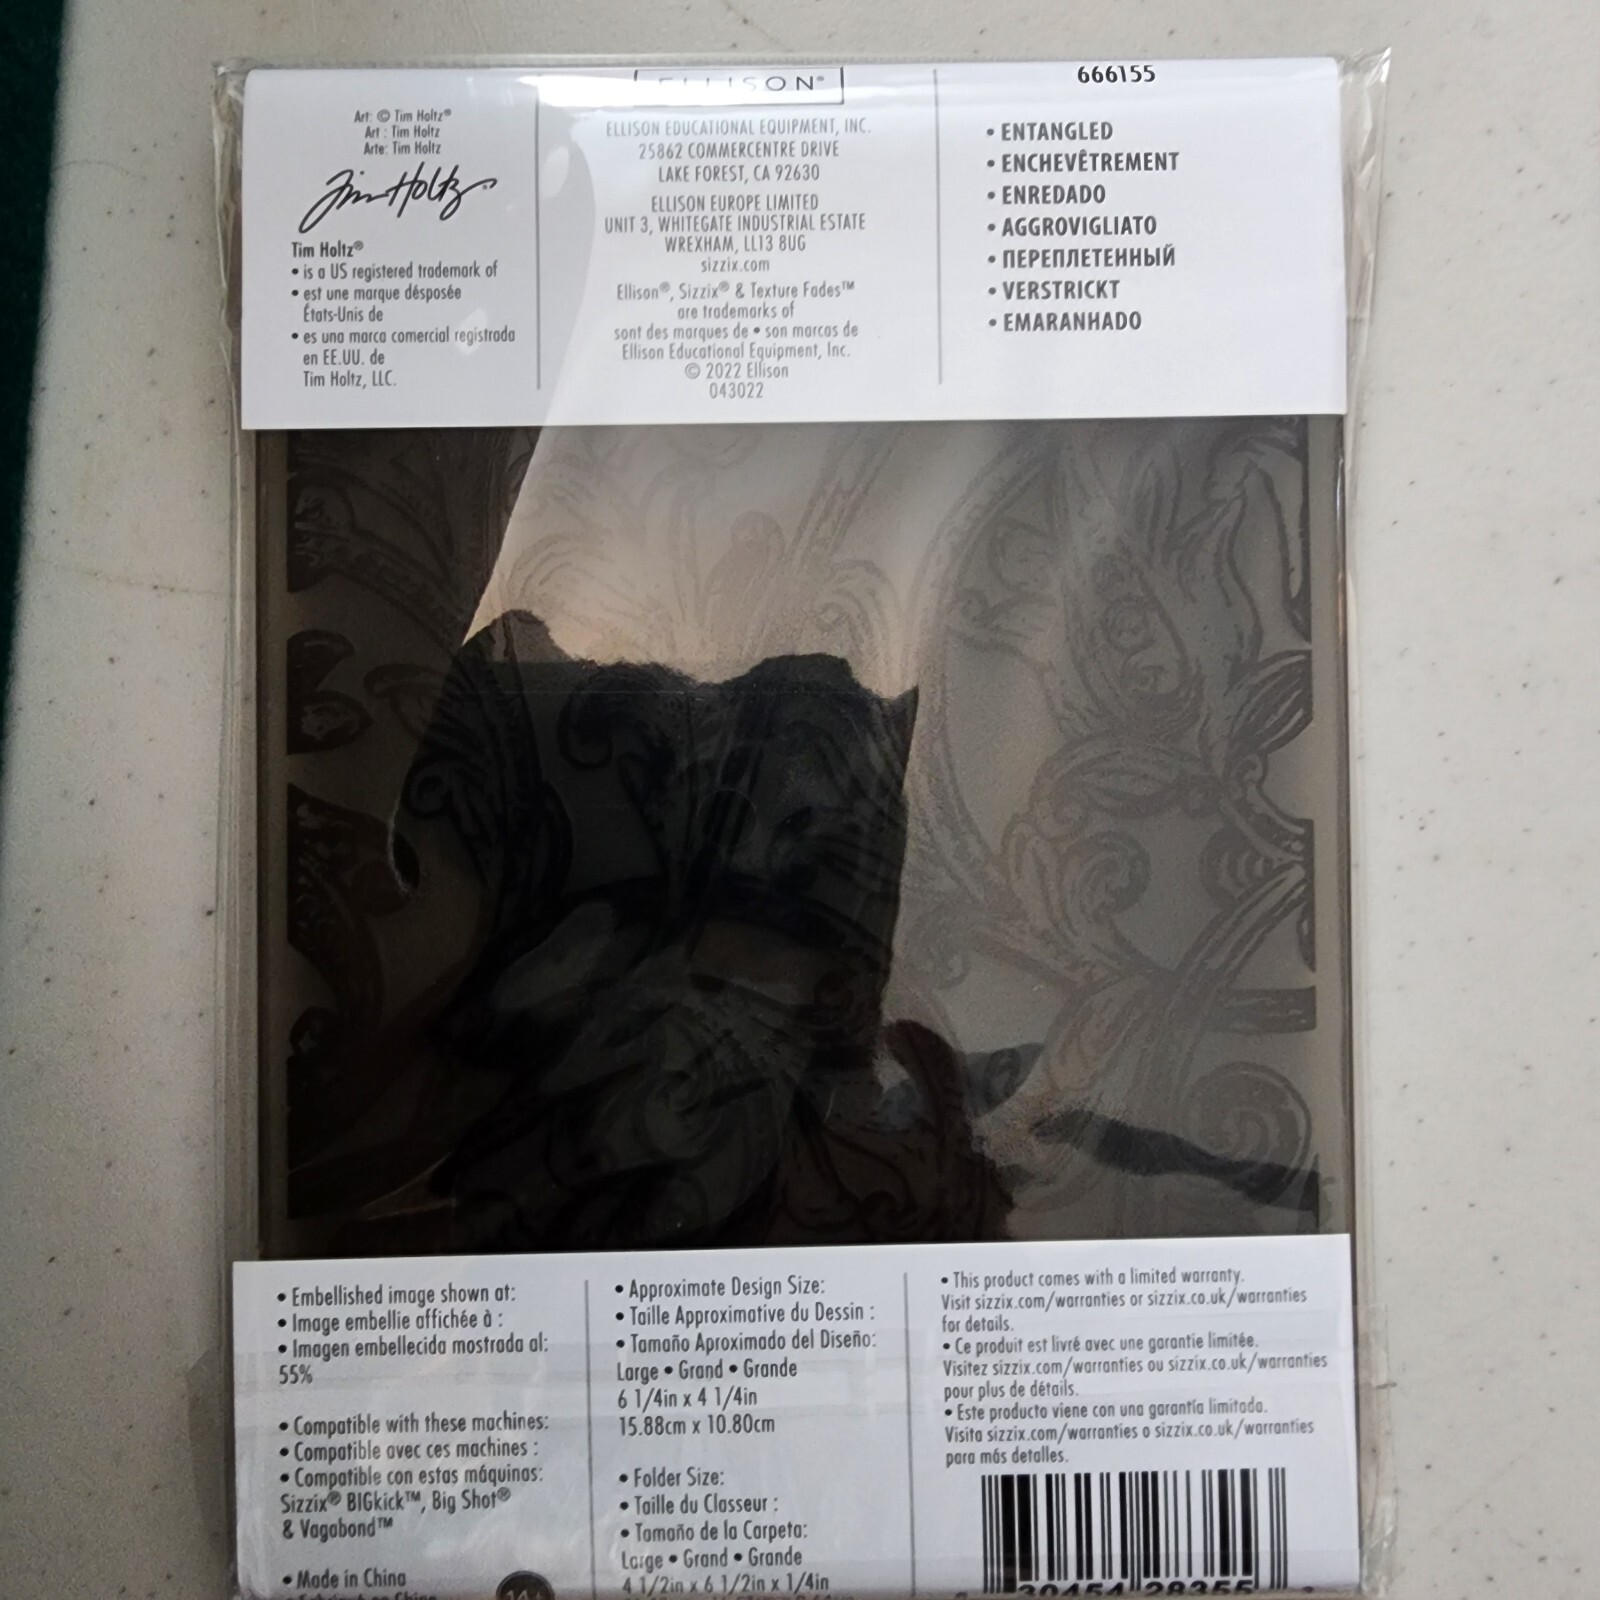 Art: © Tim Holtz®
Art : Tim Holtz
Arte: Tim Holtz
Tim Holtz®
Tim Holtz®
• is a US registered trademark of
• est une marque désposée
États-Unis de
• es una marca comercial registrada
en EE.UU. de
Tim Holtz, LLC.
ELLISON®
ELLISON EDUCATIONAL EQUIPMENT, INC.
25862 COMMERCENTRE DRIVE
LAKE FOREST, CA 92630
ELLISON EUROPE LIMITED
UNIT 3, WHITEGATE INDUSTRIAL ESTATE
WREXHAM, LL13 8UG
sizzix.com
Ellison®, Sizzix® & Texture Fades™
are trademarks of
sont des marques de • son marcas de
Ellison Educational Equipment, Inc.
© 2022 Ellison
043022
666155
• ENTANGLED
• ENCHEVÊTREMENT
• ENREDADO
• AGGROVIGLIATO
• ПЕРЕПЛЕТЕННЫЙ
• VERSTRICKT
• EMARANHADO
• Embellished image shown at:
• Image embellie affichée à :
• Imagen embellecida mostrada al:
55%
• Compatible with these machines:
• Compatible avec ces machines :
• Compatible con estas máquinas:
Sizzix® BIGkick™, Big Shot®
& Vagabond™
• Made in China
• Approximate Design Size:
• Taille Approximative du Dessin :
• Tamaño Aproximado del Diseño:
Large • Grand • Grande
6 1/4in x 4 1/4in
15.88cm x 10.80cm
• Folder Size:
• Taille du Classeur :
• Tamaño de la Carpeta:
Large • Grand • Grande
4 1/2in x 6 1/2in x 1/4in
• This product comes with a limited warranty.
Visit sizzix.com/warranties or sizzix.co.uk/warranties
for details.
• Ce produit est livré avec une garantie limitée.
Visitez sizzix.com/warranties ou sizzix.co.uk/warranties
pour plus de détails.
• Este producto viene con una garantía limitada.
Visita sizzix.com/warranties o sizzix.co.uk/warranties
para más detalles.
30454 28355